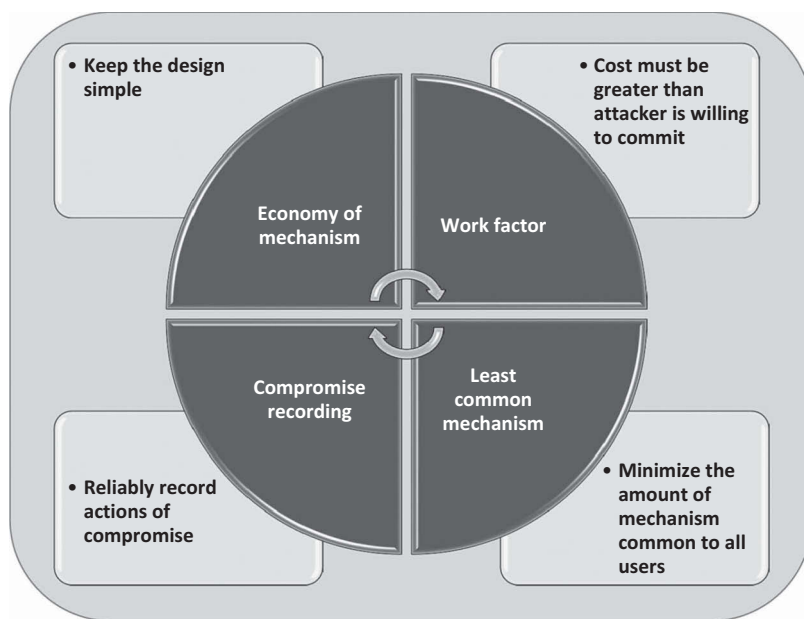 • Keep the design
simple
• Cost must be
greater than
attacker is willing
to commit
Economy of
mechanism
Work factor
Compromise
recording
Least
common
mechanism
• Reliably record
actions of
compromise
• Minimize the
amount of
mechanism
common to all
users